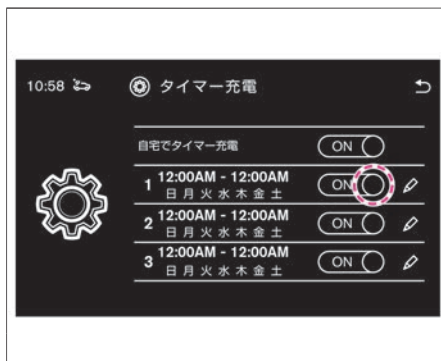 10:58 タイマー充電
自宅でタイマー充電 ON
1 12:00AM - 12:00AM ON
日 月 火 水 木 金 土
2 12:00AM - 12:00AM ON
日 月 火 水 木 金 土
3 12:00AM - 12:00AM ON
日 月 火 水 木 金 土